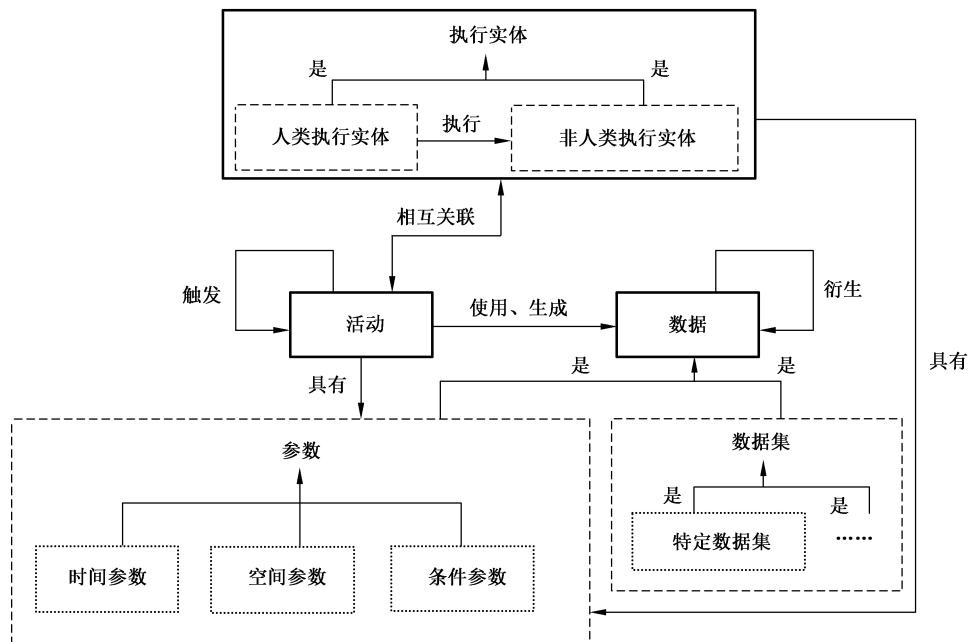 执行实体
是
是
人类执行实体
执行
非人类执行实体
相互关联
触发
活动
使用、生成
数据
衍生
具有
是
是
具有
参数
数据集
是
是
特定数据集
……
时间参数
空间参数
条件参数